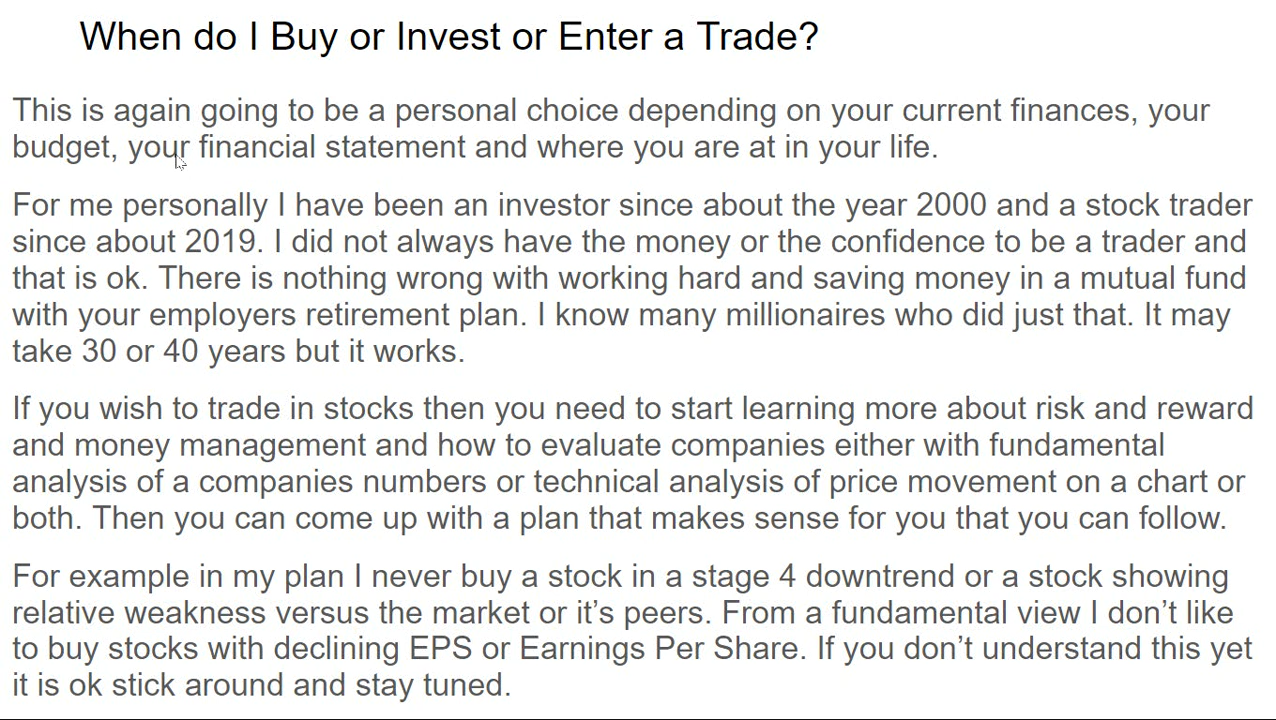 When do I Buy or Invest or Enter a Trade?
This is again going to be a personal choice depending on your current finances, your
budget, your financial statement and where you are at in your life.
For me personally I have been an investor since about the year 2000 and a stock trader
since about 2019. I did not always have the money or the confidence to be a trader and
that is ok. There is nothing wrong with working hard and saving money in a mutual fund
with your employers retirement plan. I know many millionaires who did just that. It may
take 30 or 40 years but it works.
If you wish to trade in stocks then you need to start learning more about risk and reward
and money management and how to evaluate companies either with fundamental
analysis of a companies numbers or technical analysis of price movement on a chart or
both. Then you can come up with a plan that makes sense for you that you can follow.
For example in my plan I never buy a stock in a stage 4 downtrend or a stock showing
relative weakness versus the market or it’s peers. From a fundamental view I don’t like
to buy stocks with declining EPS or Earnings Per Share. If you don’t understand this yet
it is ok stick around and stay tuned.